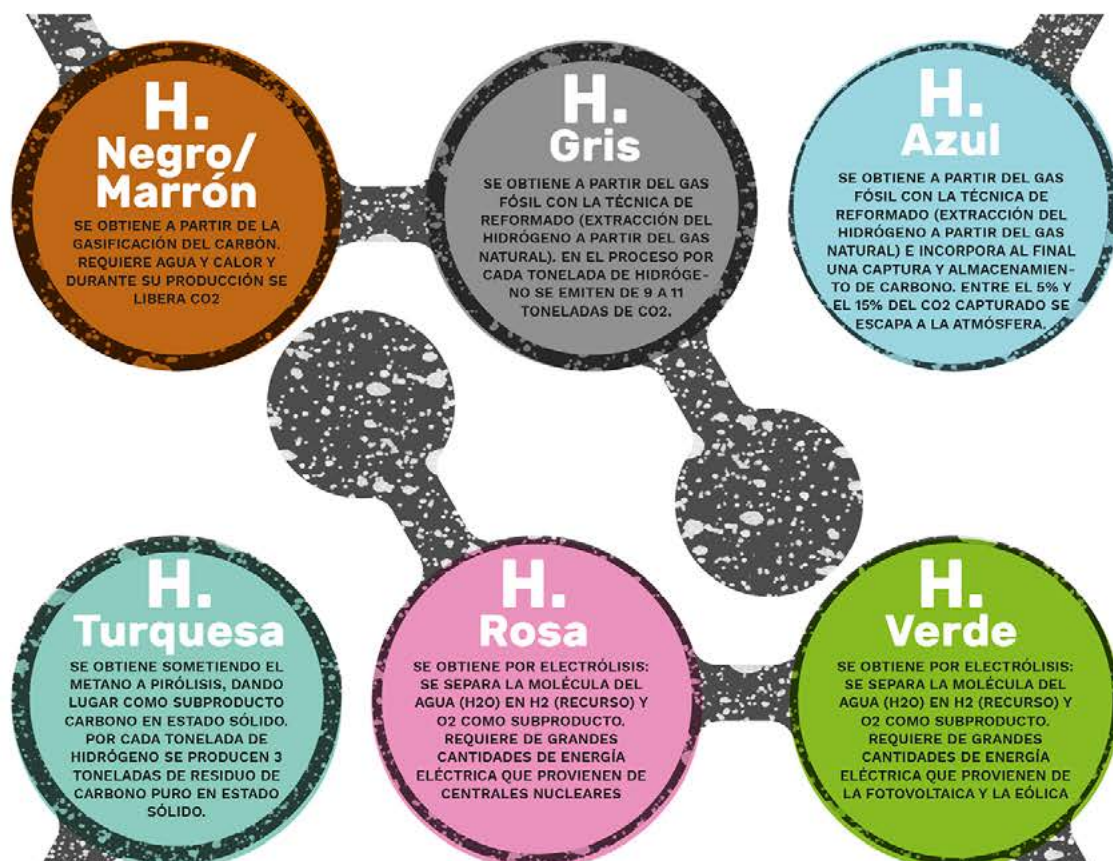 H.
Negro/
Marrón
SE OBTIENE A PARTIR DE LA
GASIFICACIÓN DEL CARBÓN.
REQUIERE AGUA Y CALOR Y
DURANTE SU PRODUCCIÓN SE
LIBERA CO2
H.
Gris
SE OBTIENE A PARTIR DEL GAS
FÓSIL CON LA TÉCNICA DE
REFORMADO (EXTRACCIÓN DEL
HIDRÓGENO A PARTIR DEL GAS
NATURAL). EN EL PROCESO POR
CADA TONELADA DE HIDRÓGE-
NO SE EMITEN DE 9 A 11
TONELADAS DE CO2.
H.
Azul
SE OBTIENE A PARTIR DEL GAS
FÓSIL CON LA TÉCNICA DE
REFORMADO (EXTRACCIÓN DEL
HIDRÓGENO A PARTIR DEL GAS
NATURAL) E INCORPORA AL FINAL
UNA CAPTURA Y ALMACENAMIEN-
TO DE CARBONO. ENTRE EL 5% Y
EL 15% DEL CO2 CAPTURADO SE
ESCAPA A LA ATMÓSFERA.
H.
Turquesa
SE OBTIENE SOMETIENDO EL
METANO A PIRÓLISIS, DANDO
LUGAR COMO SUBPRODUCTO
CARBONO EN ESTADO SÓLIDO.
POR CADA TONELADA DE
HIDRÓGENO SE PRODUCEN 3
TONELADAS DE RESIDUO DE
CARBONO PURO EN ESTADO
SÓLIDO.
H.
Rosa
SE OBTIENE POR ELECTRÓLISIS:
SE SEPARA LA MOLÉCULA DEL
AGUA (H2O) EN H2 (RECURSO) Y
O2 COMO SUBPRODUCTO.
REQUIERE DE GRANDES
CANTIDADES DE ENERGÍA
ELÉCTRICA QUE PROVIENEN DE
CENTRALES NUCLEARES
H.
Verde
SE OBTIENE POR ELECTRÓLISIS:
SE SEPARA LA MOLÉCULA DEL
AGUA (H2O) EN H2 (RECURSO) Y
O2 COMO SUBPRODUCTO.
REQUIERE DE GRANDES
CANTIDADES DE ENERGÍA
ELÉCTRICA QUE PROVIENEN DE
LA FOTOVOLTAICA Y LA EÓLICA